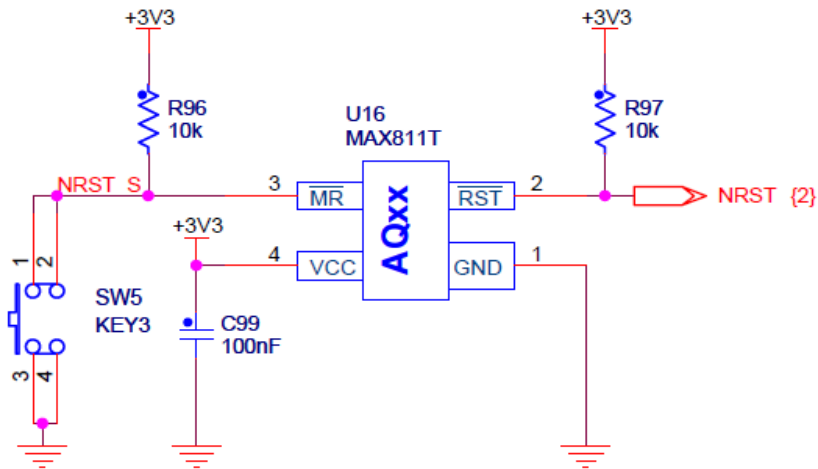 +3V3
+3V3
R96
10k
U16
MAX811T
R97
10k
NRST_S
3
MR
AQxx
RST
2
NRST {2}
+3V3
4
VCC
GND
1
1
2
SW5
KEY3
C99
100nF
3
4